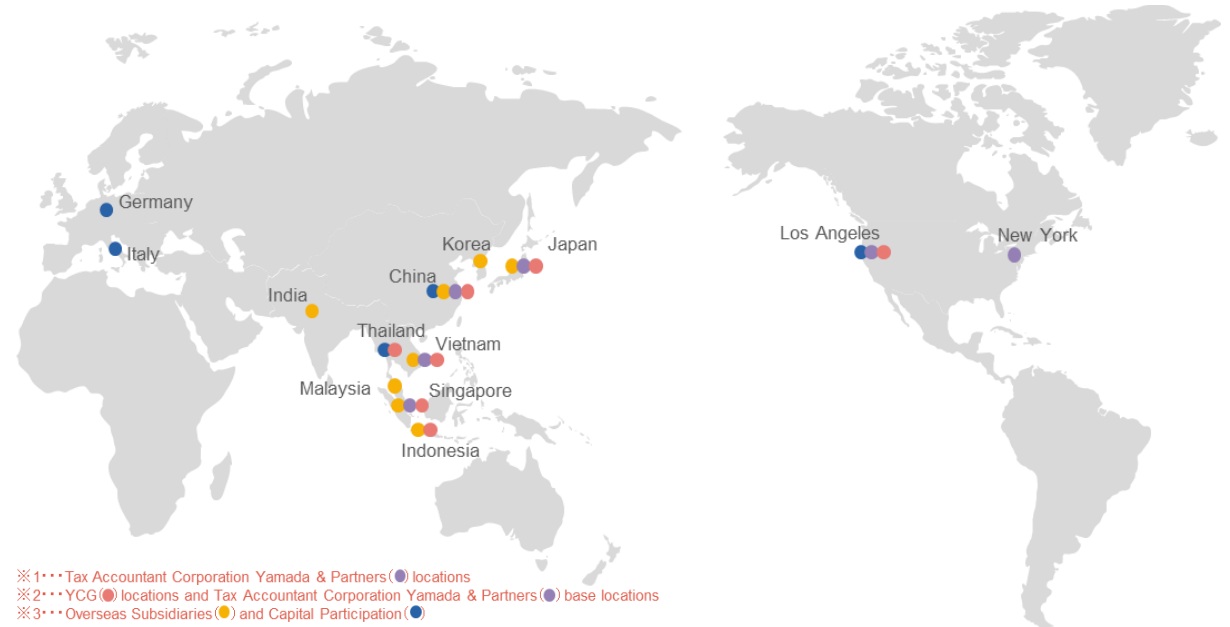 Germany
Italy
Korea
Japan
China
India
Thailand
Vietnam
Malaysia
Singapore
Indonesia
Los Angeles
New York
※1･･･Tax Accountant Corporation Yamada & Partners(●) locations
※2･･･YCG(●) locations and Tax Accountant Corporation Yamada & Partners(●) base locations
※3･･･Overseas Subsidiaries(●) and Capital Participation(●)